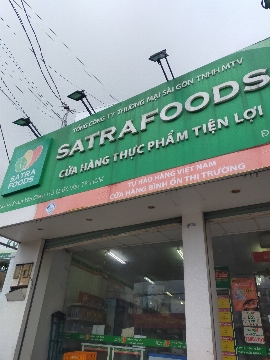 TỔNG CÔNG TY THƯƠNG MẠI SÀI GÒN TNHH MTV
SATRAFOODS
CỬA HÀNG THỰC PHẨM TIỆN LỢI
SATRA
FOODS
TỰ HÀO HÀNG VIỆT NAM
CỬA HÀNG BÌNH ỔN THỊ TRƯỜNG